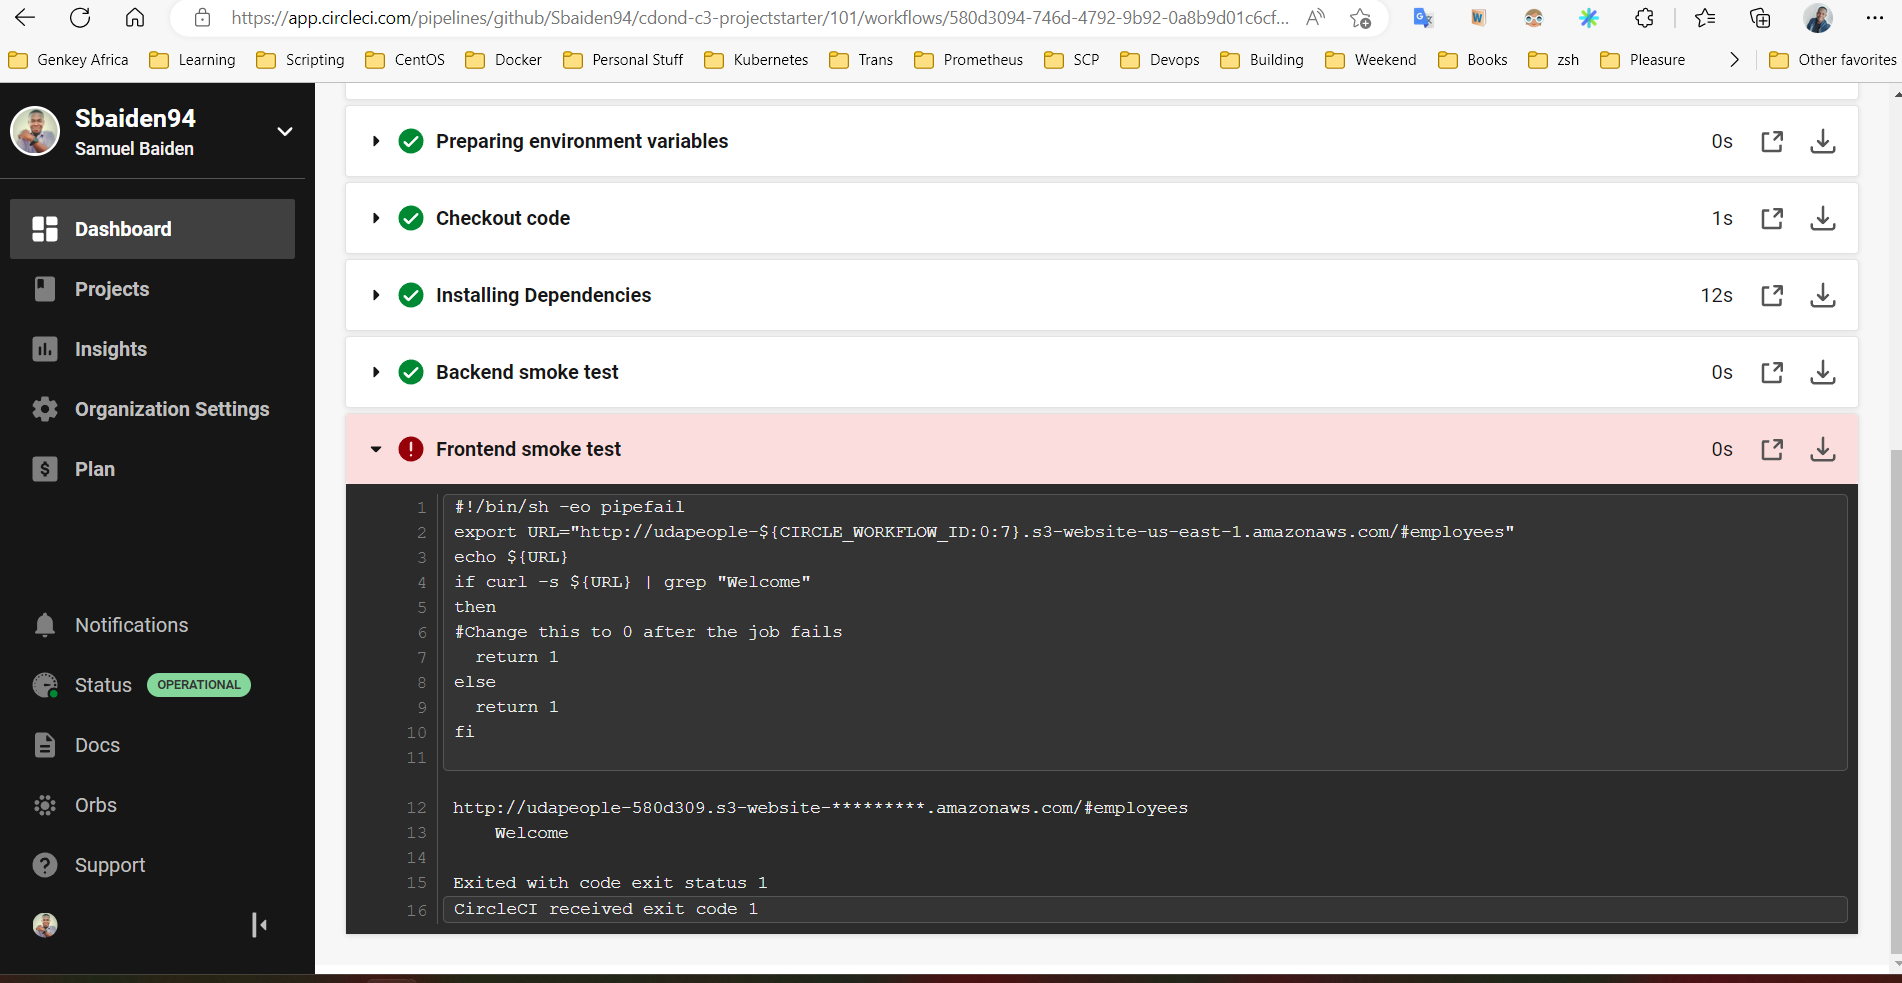 https://app.circleci.com/pipelines/github/Sbaiden94/cdond-c3-projectstarter/101/workflows/580d3094-746d-4792-9b92-0a8b9d01c6cf...
Genkey Africa
Learning
Scripting
CentOS
Docker
Personal Stuff
Kubernetes
Trans
Prometheus
SCP
Devops
Building
Weekend
Books
zsh
Pleasure
Other favorites
Sbaiden94
Samuel Baiden
Dashboard
Projects
Insights
Organization Settings
Plan
Notifications
Status OPERATIONAL
Docs
Orbs
Support
Preparing environment variables 0s
Checkout code 1s
Installing Dependencies 12s
Backend smoke test 0s
Frontend smoke test 0s
1 #!/bin/sh -eo pipefail
2 export URL="http://udapeople-${CIRCLE_WORKFLOW_ID:0:7}.s3-website-us-east-1.amazonaws.com/#employees"
3 echo ${URL}
4 if curl -s ${URL} | grep "Welcome"
5 then
6 #Change this to 0 after the job fails
7 return 1
8 else
9 return 1
10 fi
11
12 http://udapeople-580d309.s3-website-*********.amazonaws.com/#employees
13 Welcome
14
15 Exited with code exit status 1
16 CircleCI received exit code 1